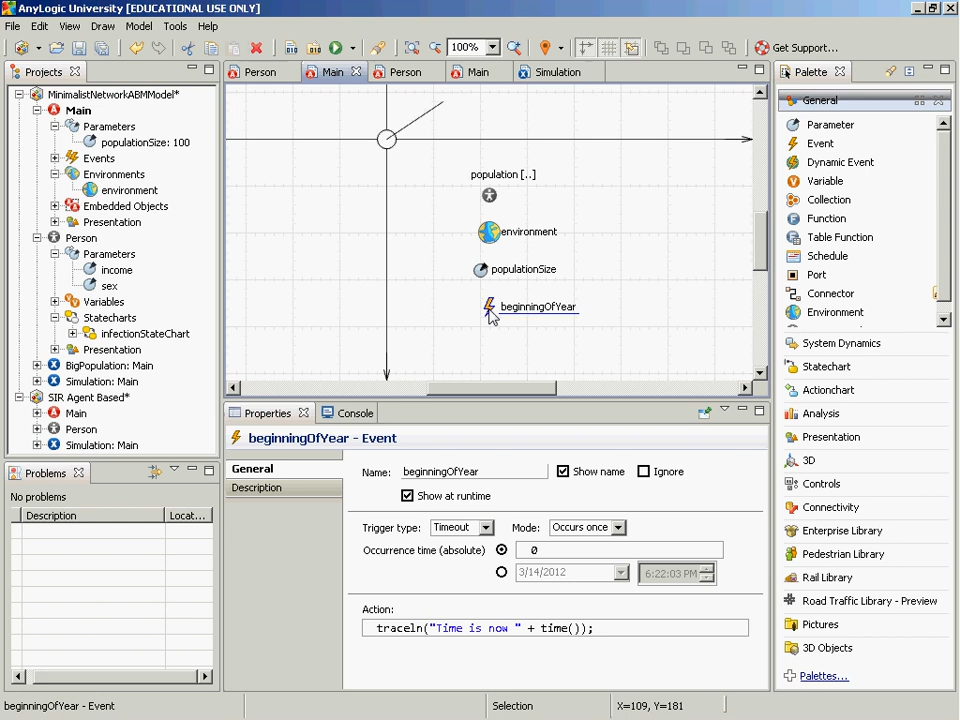 AnyLogic University [EDUCATIONAL USE ONLY]
File Edit View Draw Model Tools Help
100% Get Support...
Projects
MinimalistNetworkABMModel*
Main
Parameters
populationSize: 100
Events
Environments
environment
Embedded Objects
Presentation
Person
Parameters
income
sex
Variables
Statecharts
infectionStateChart
Presentation
BigPopulation: Main
Simulation: Main
SIR Agent Based*
Main
Person
Simulation: Main
Problems
No problems
Description Locat...
Person Main Person Main Simulation
population [..]
environment
populationSize
beginningOfYear
Properties Console
beginningOfYear - Event
General
Description
Name: beginningOfYear Show name Ignore
Show at runtime
Trigger type: Timeout Mode: Occurs once
Occurrence time (absolute) 0
3/14/2012 6:22:03 PM
Action:
traceln("Time is now " + time());
Palette
General
Parameter
Event
Dynamic Event
Variable
Collection
Function
Table Function
Schedule
Port
Connector
Environment
System Dynamics
Statechart
Actionchart
Analysis
Presentation
3D
Controls
Connectivity
Enterprise Library
Pedestrian Library
Rail Library
Road Traffic Library - Preview
Pictures
3D Objects
Palettes...
beginningOfYear - Event Selection X=109, Y=181